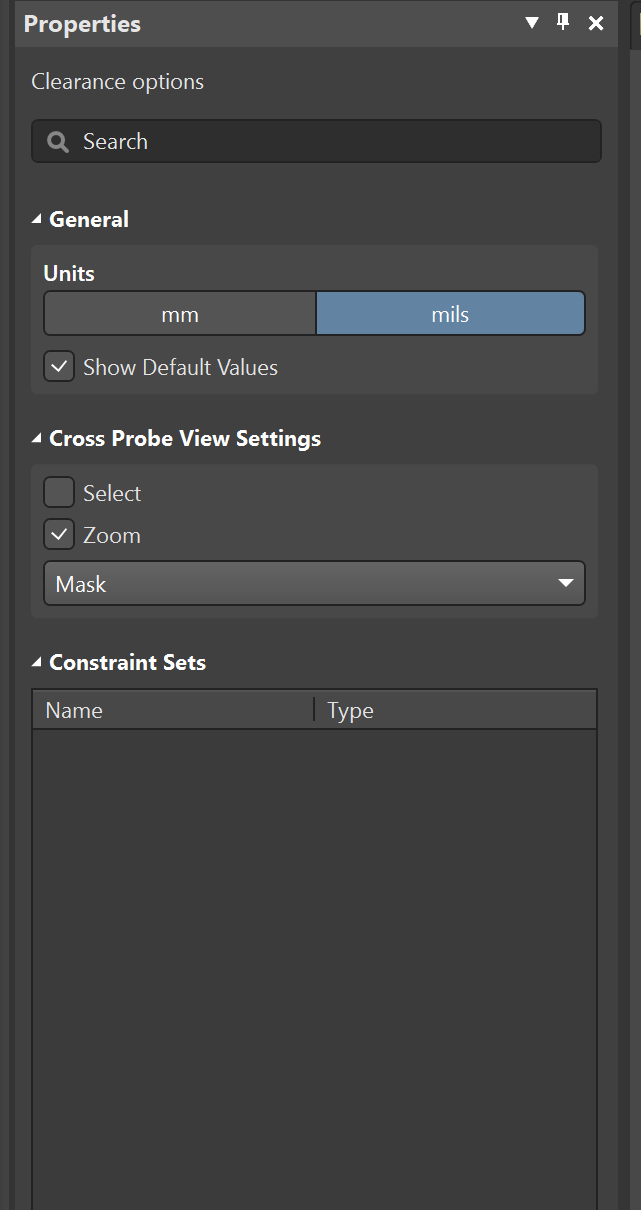 Properties
Clearance options
Search
General
Units
mm mils
Show Default Values
Cross Probe View Settings
Select
Zoom
Mask
Constraint Sets
Name Type